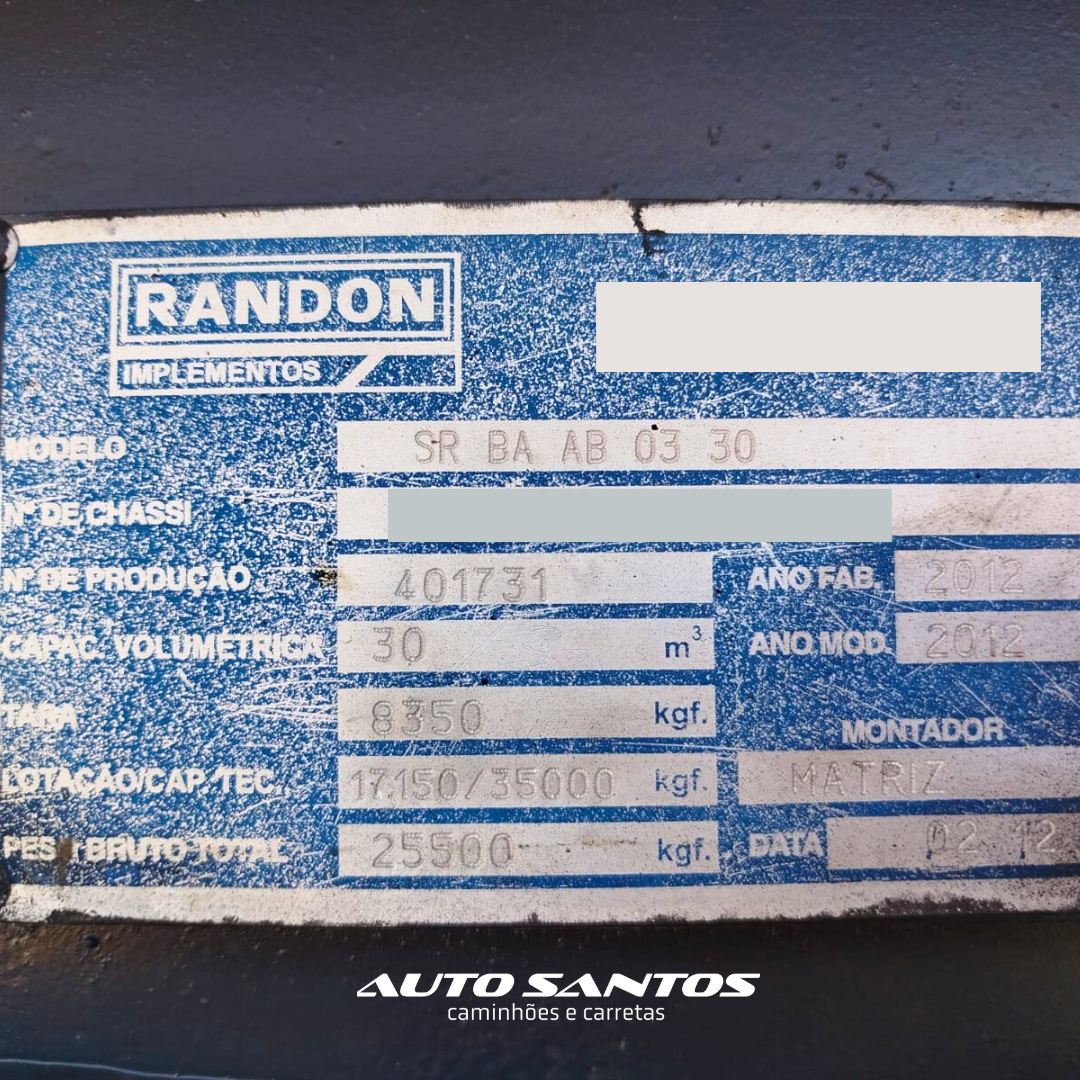 RANDON
IMPLEMENTOS
MODELO SR BA AB 03 30
Nº DE CHASSI
Nº DE PRODUÇÃO 401731 ANO FAB. 2012
CAPAC. VOLUMÉTRICA 30 m³ ANO MOD. 2012
TARA 8350 kgf. MONTADOR
LOTAÇÃO/CAP. TEC. 17.150/35000 kgf. MATRIZ
PESO BRUTO TOTAL 25500 kgf. DATA 02 12
AUTO SANTOS
caminhões e carretas